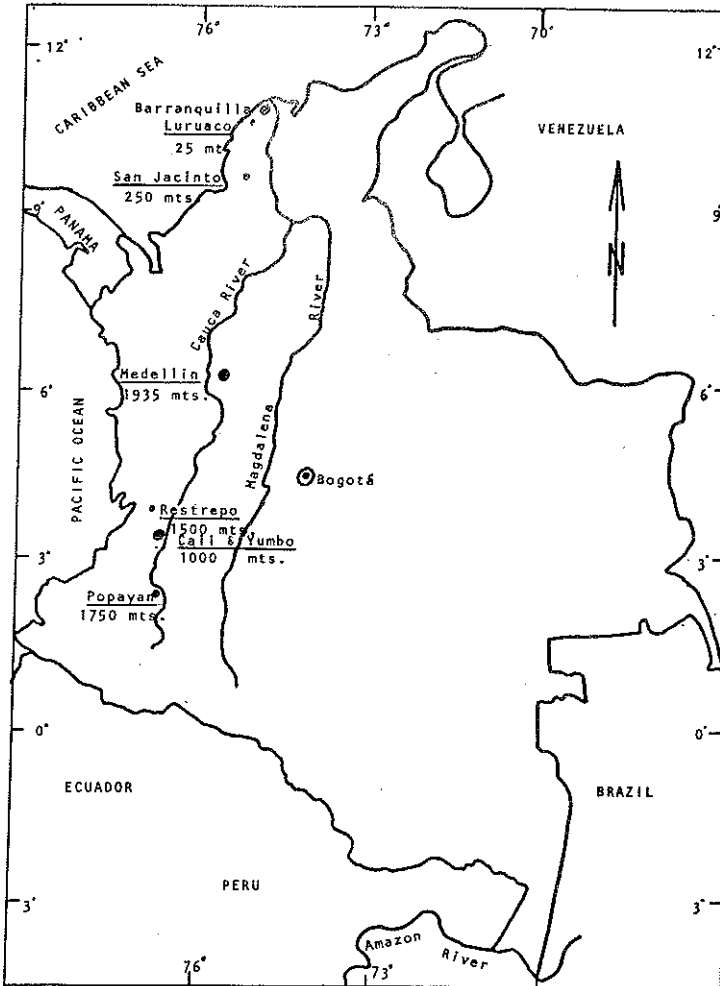 76°
73°
70°
12°
12°
CARIBBEAN SEA
Barranquilla
Luruaco
25 mt
VENEZUELA
San Jacinto
250 mts.
9°
PANAMA
9°
N
Cauca River
River
Magdalena
Medellin
1935 mts.
6°
6°
PACIFIC OCEAN
Bogotá
Restrepo
1500 mts.
Cali & Yumbo
1000 mts.
3°
3°
Popayan
1750 mts.
0°
0°
ECUADOR
BRAZIL
PERU
3°
3°
Amazon
River
76°
73°